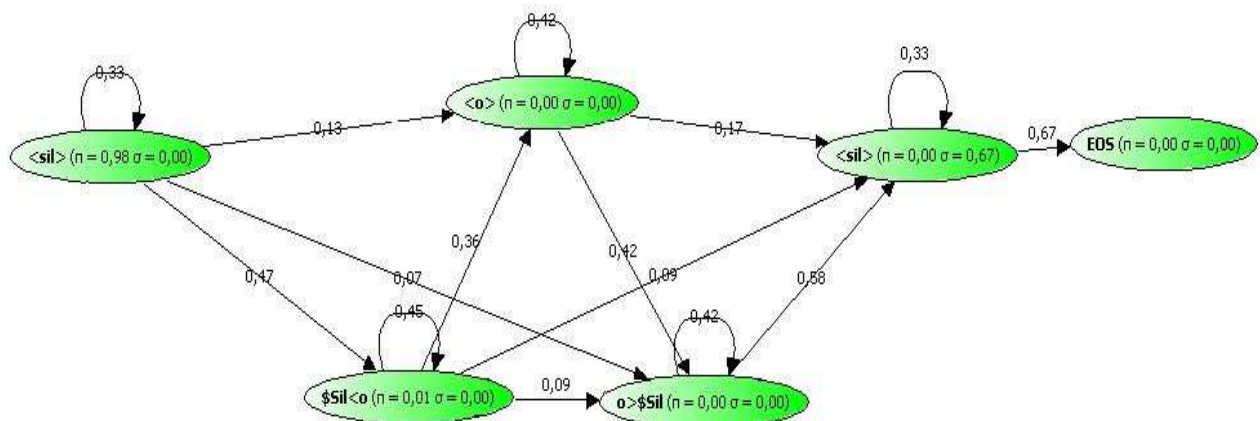 0,42
0,33
0,33
<o> (n = 0,00 σ = 0,00)
0,13
0,17
0,67
EOS (n = 0,00 σ = 0,00)
<sil> (n = 0,98 σ = 0,00)
<sil> (n = 0,00 σ = 0,67)
0,36
0,42
0,47
0,07
0,09
0,58
0,45
0,42
0,09
$Sil<o (n = 0,01 σ = 0,00)
o>$Sil (n = 0,00 σ = 0,00)